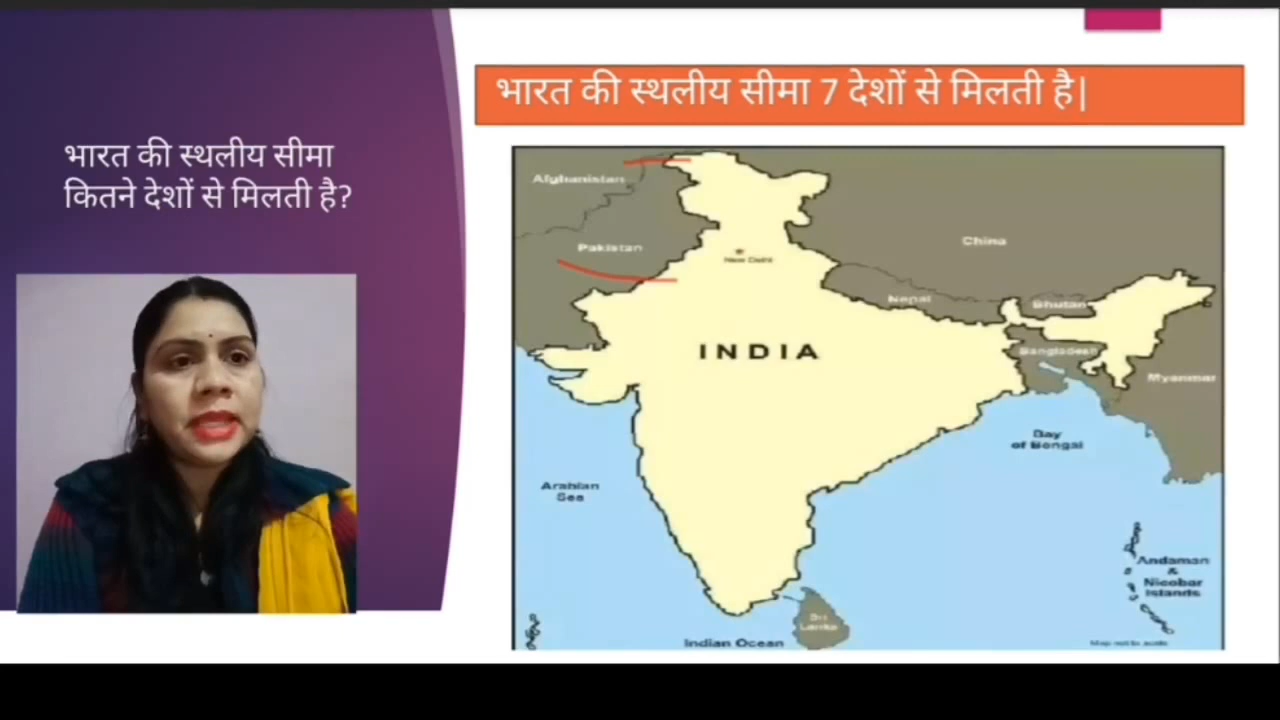 भारत की स्थलीय सीमा 7 देशों से मिलती है|
भारत की स्थलीय सीमा
कितने देशों से मिलती है?
Afghanistan
Pakistan
China
New Delhi
Nepal
Bhutan
INDIA
Bangladesh
Myanmar
Bay
of Bengal
Arabian
Sea
Andaman
&
Nicobar
Islands
Sri
Lanka
Indian Ocean
Map not to scale